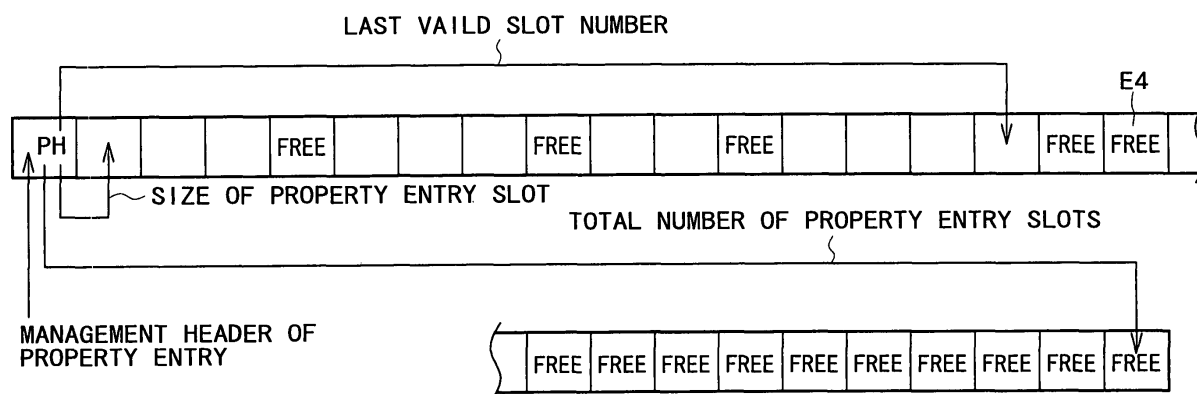 LAST VAILD SLOT NUMBER
E4
PH FREE FREE FREE FREE FREE
SIZE OF PROPERTY ENTRY SLOT
TOTAL NUMBER OF PROPERTY ENTRY SLOTS
MANAGEMENT HEADER OF
PROPERTY ENTRY
FREE FREE FREE FREE FREE FREE FREE FREE FREE FREE